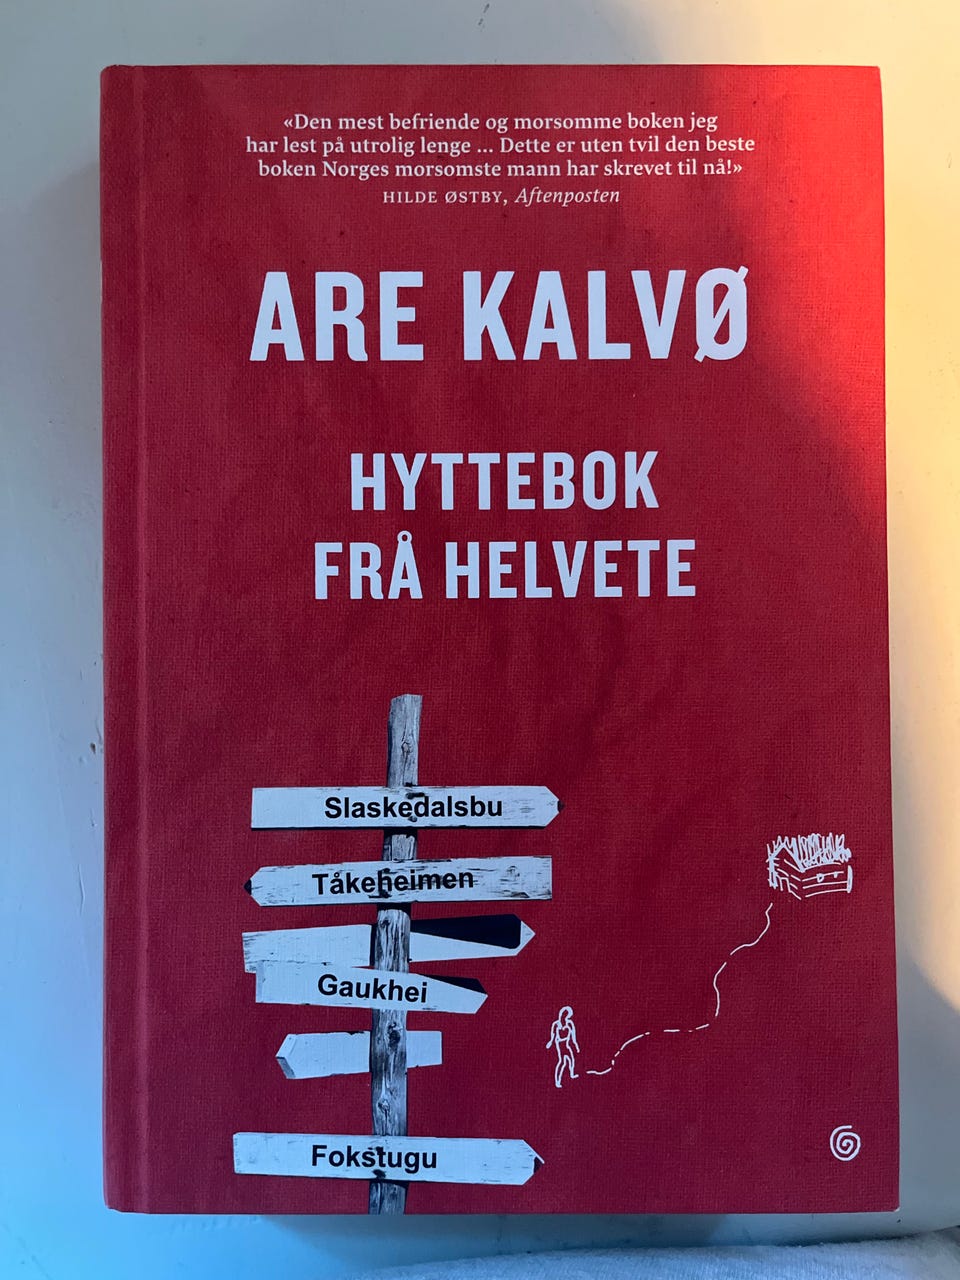 «Den mest befriende og morsomme boken jeg
har lest på utrolig lenge ... Dette er uten tvil den beste
boken Norges morsomste mann har skrevet til nå!»
HILDE ØSTBY, Aftenposten
ARE KALVØ
HYTTEBOK
FRÅ HELVETE
Slaskedalsbu
Tåkeheimen
Gaukhei
Fokstugu